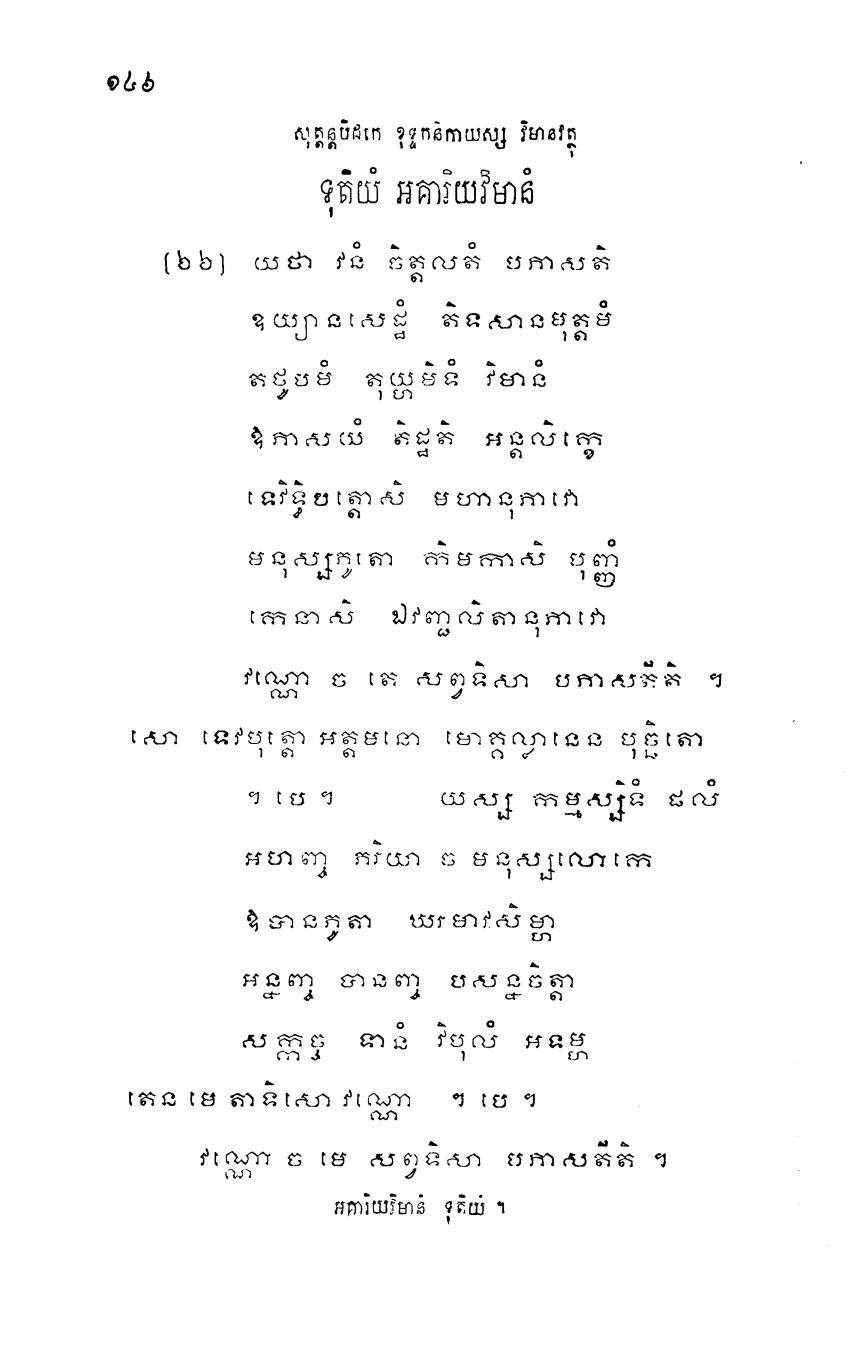 ១៤៦
សុត្តន្តបិដកេ ខុទ្ទកនិកាយស្ស វិមានវត្ថុ
ទុតិយំ អគារិយវិមានំ
(៦៦) យថា វនំ ចិត្តលតំ បភាសតិ
ឧយ្យានសេដ្ឋំ តិទសានមុត្តមំ
តថូបមំ តុយ្ហមិទំ វិមានំ
ឱភាសយំ តិដ្ឋតិ អន្តលិក្ខេ
ទេវិទ្ធិបត្តោសិ មហានុភាវោ
មនុស្សភូតោ កិមកាសិ បុញ្ញំ
កេនាសិ ឯវញ្ជលិតានុភាវោ
វណ្ណោ ច តេ សព្វទិសា បភាសតីតិ ។
សោ ទេវបុត្តោ អត្តមនោ មោគ្គល្លានេន បុច្ឆិតោ
។ បេ ។ យស្ស កម្មស្សិទំ ផលំ
អហញ្ច ភរិយា ច មនុស្សលោកេ
ឱបានភូតា ឃរមាវសិម្ហា
អន្នញ្ច បានញ្ច បសន្នចិត្តា
សក្កច្ច ទានំ វិបុលំ អទម្ហ
តេន មេ តាទិសោ វណ្ណោ ។ បេ ។
វណ្ណោ ច មេ សព្វទិសា បភាសតីតិ ។
អគារិយវិមានំ ទុតិយំ ។